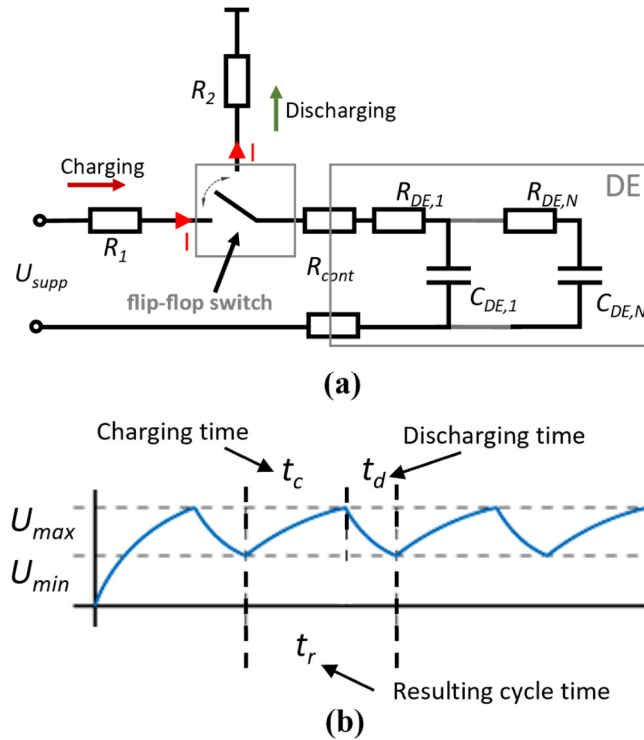 R2
Discharging
Charging
I
DE
RDE,1
RDE,N
R1
I
Usupp
Rcont
flip-flop switch
CDE,1
CDE,N
(a)
Charging time
Discharging time
tc
td
Umax
Umin
tr
Resulting cycle time
(b)